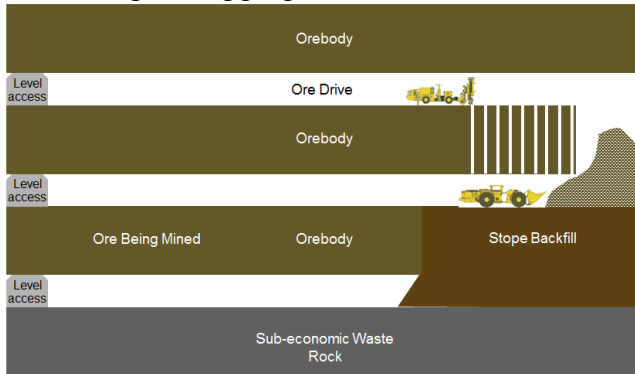 Orebody
Level
access
Ore Drive
Orebody
Level
access
Ore Being Mined
Orebody
Stope Backfill
Level
access
Sub-economic Waste
Rock